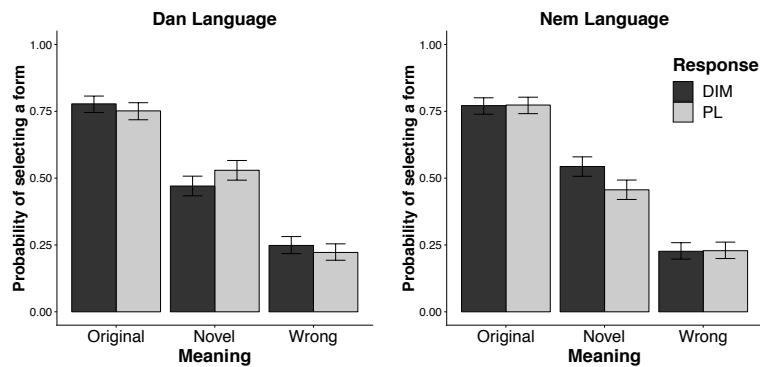 Dan Language
Probability of selecting a form
1.00
0.75
0.50
0.25
0.00
Original Novel Wrong
Meaning
Nem Language
Probability of selecting a form
1.00
0.75
0.50
0.25
0.00
Original Novel Wrong
Meaning
Response
DIM
PL